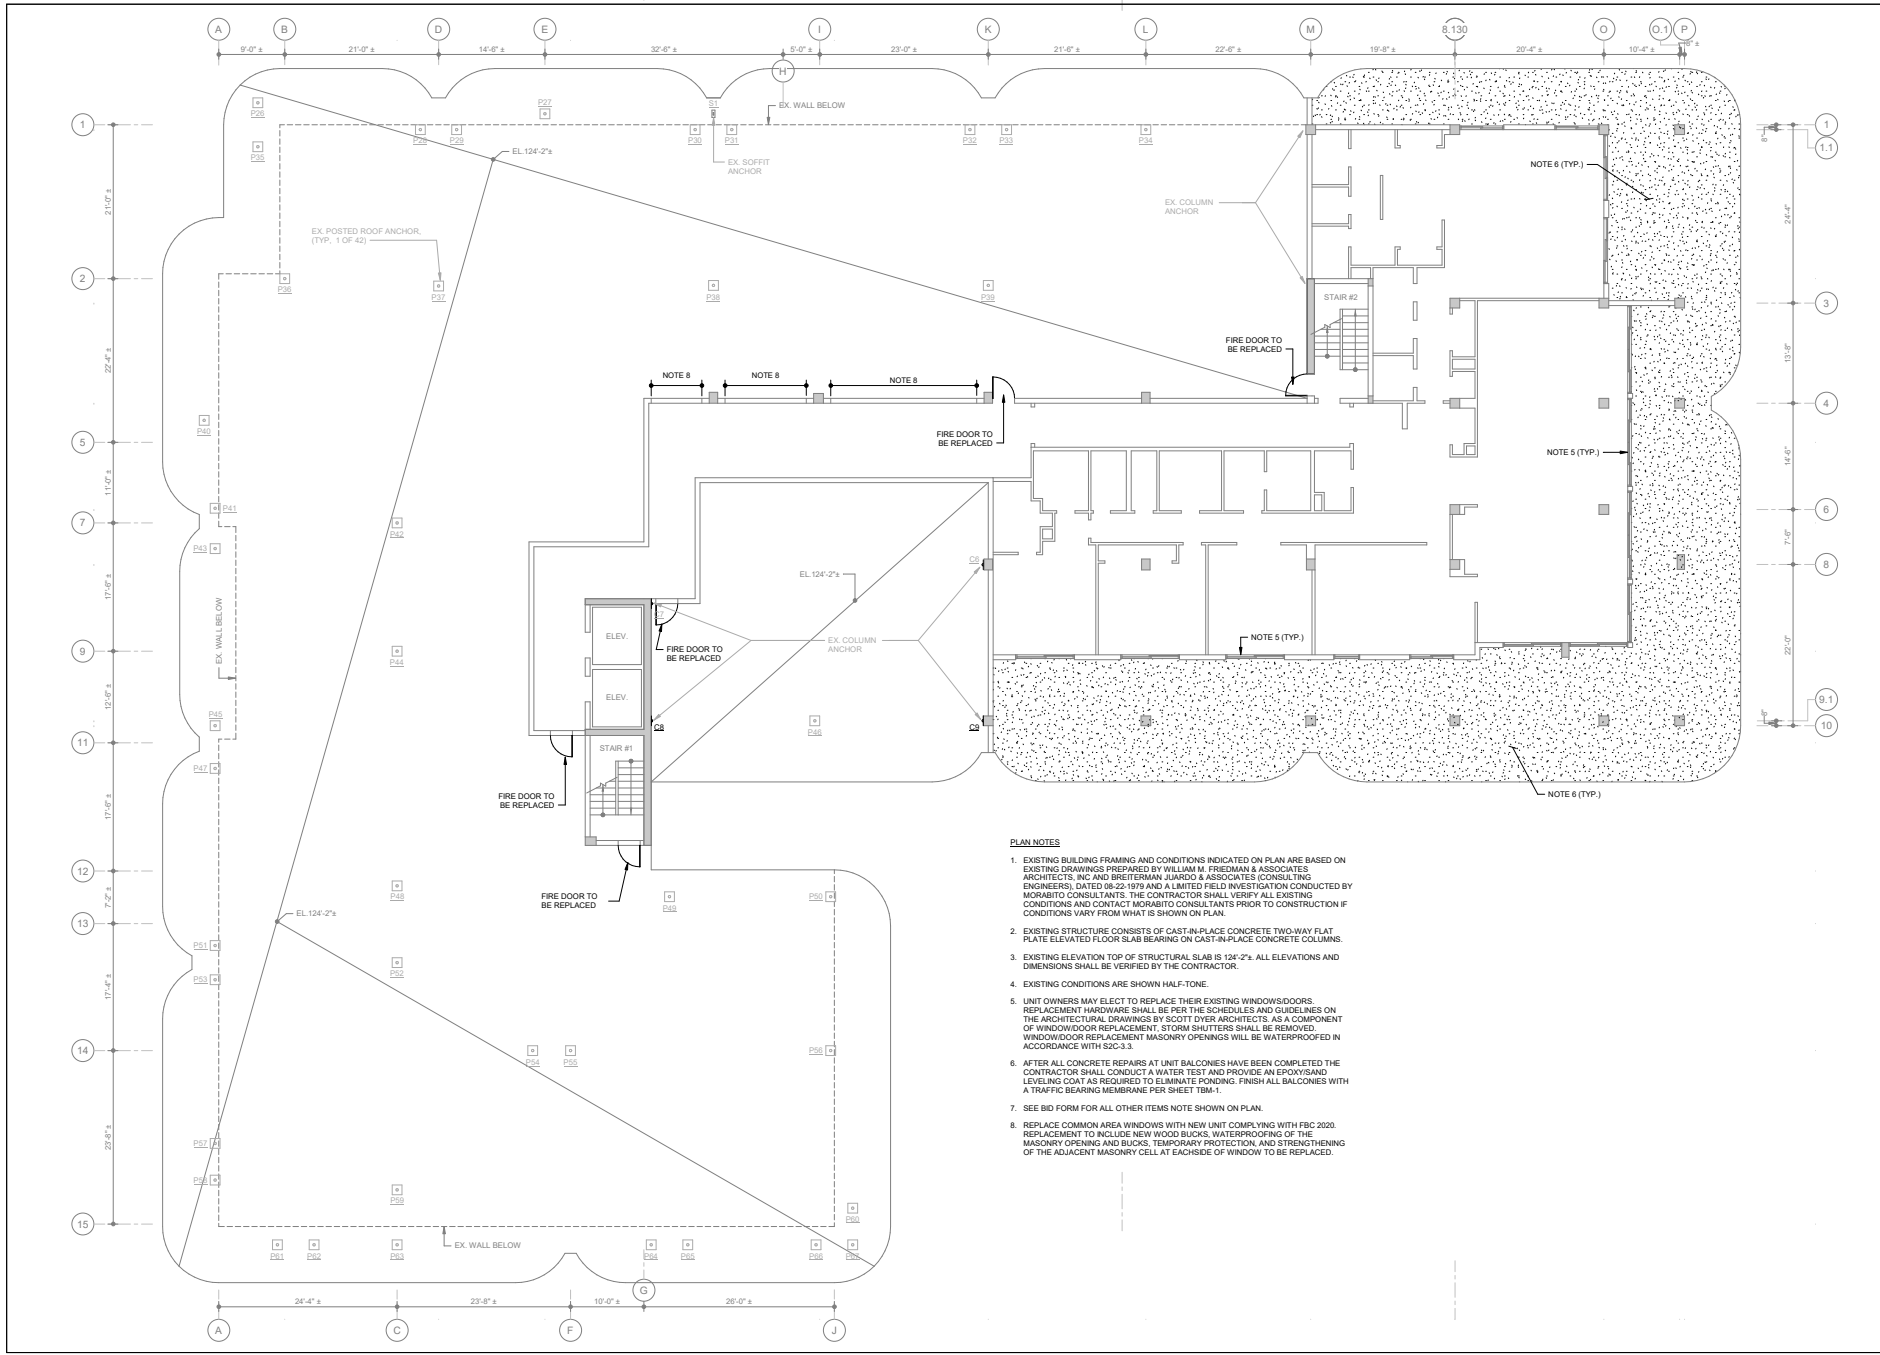 A B D E I K L M 8.130 O O.1 P
9'-0" ± 21'-0" ± 14'-6" ± 32'-6" ± 5'-0" ± 23'-0" ± 21'-6" ± 22'-6" ± 19'-8" ± 20'-4" ± 10'-4" ±
H
P26 P27 S1 EX. WALL BELOW
1 P28 P29 P30 P31 P32 P33 P34 1
8"
1.1
P35 EL.124'-2"± EX. SOFFIT
ANCHOR
NOTE 6 (TYP.)
21'-0" ± EX. COLUMN
ANCHOR
24'-4"
EX. POSTED ROOF ANCHOR,
(TYP, 1 OF 42)
2 P36 P37 P38 P39
STAIR #2 3
FIRE DOOR TO
BE REPLACED
22'-4" ± 13'-8"
NOTE 8 NOTE 8 NOTE 8
4
P40
5 FIRE DOOR TO
BE REPLACED
NOTE 5 (TYP.) 14'-6"
11'-0" ±
P41 6
7 P42
P43 7'-6"
C6 8
EL.124'-2"±
17'-6" ±
ELEV.
EX. WALL BELOW
EX. COLUMN
ANCHOR
NOTE 5 (TYP.)
9 P44 FIRE DOOR TO
BE REPLACED
22'-0"
12'-6" ± ELEV. 9.1
P45 C8 P46 C9 10
11 STAIR #1
P47
17'-6" ± FIRE DOOR TO
BE REPLACED
NOTE 6 (TYP.)
12
7'-2" ± P48 FIRE DOOR TO
BE REPLACED
P49 P50
13 EL.124'-2"±
P51
P52
P53
17'-4" ±
14 P54 P55 P56
23'-8" ± P57
P58 P59
P60
15
EX. WALL BELOW
P61 P62 P63 P64 P65 P66 P67
G
24'-4" ± 23'-8" ± 10'-0" ± 26'-0" ±
A C F J
PLAN NOTES
1. EXISTING BUILDING FRAMING AND CONDITIONS INDICATED ON PLAN ARE BASED ON
EXISTING DRAWINGS PREPARED BY WILLIAM M. FRIEDMAN & ASSOCIATES
ARCHITECTS, INC AND BREITERMAN JUARDO & ASSOCIATES (CONSULTING
ENGINEERS), DATED 08-22-1979 AND A LIMITED FIELD INVESTIGATION CONDUCTED BY
MORABITO CONSULTANTS. THE CONTRACTOR SHALL VERIFY ALL EXISTING
CONDITIONS AND CONTACT MORABITO CONSULTANTS PRIOR TO CONSTRUCTION IF
CONDITIONS VARY FROM WHAT IS SHOWN ON PLAN.
2. EXISTING STRUCTURE CONSISTS OF CAST-IN-PLACE CONCRETE TWO-WAY FLAT
PLATE ELEVATED FLOOR SLAB BEARING ON CAST-IN-PLACE CONCRETE COLUMNS.
3. EXISTING ELEVATION TOP OF STRUCTURAL SLAB IS 124'-2"±. ALL ELEVATIONS AND
DIMENSIONS SHALL BE VERIFIED BY THE CONTRACTOR.
4. EXISTING CONDITIONS ARE SHOWN HALF-TONE.
5. UNIT OWNERS MAY ELECT TO REPLACE THEIR EXISTING WINDOWS/DOORS.
REPLACEMENT HARDWARE SHALL BE PER THE SCHEDULES AND GUIDELINES ON
THE ARCHITECTURAL DRAWINGS BY SCOTT DYER ARCHITECTS. AS A COMPONENT
OF WINDOW/DOOR REPLACEMENT, STORM SHUTTERS SHALL BE REMOVED.
WINDOW/DOOR REPLACEMENT MASONRY OPENINGS WILL BE WATERPROOFED IN
ACCORDANCE WITH S2C-3.3.
6. AFTER ALL CONCRETE REPAIRS AT UNIT BALCONIES HAVE BEEN COMPLETED THE
CONTRACTOR SHALL CONDUCT A WATER TEST AND PROVIDE AN EPOXY/SAND
LEVELING COAT AS REQUIRED TO ELIMINATE PONDING. FINISH ALL BALCONIES WITH
A TRAFFIC BEARING MEMBRANE PER SHEET TBM-1.
7. SEE BID FORM FOR ALL OTHER ITEMS NOTE SHOWN ON PLAN.
8. REPLACE COMMON AREA WINDOWS WITH NEW UNIT COMPLYING WITH FBC 2020.
REPLACEMENT TO INCLUDE NEW WOOD BUCKS, WATERPROOFING OF THE
MASONRY OPENING AND BUCKS, TEMPORARY PROTECTION, AND STRENGTHENING
OF THE ADJACENT MASONRY CELL AT EACHSIDE OF WINDOW TO BE REPLACED.